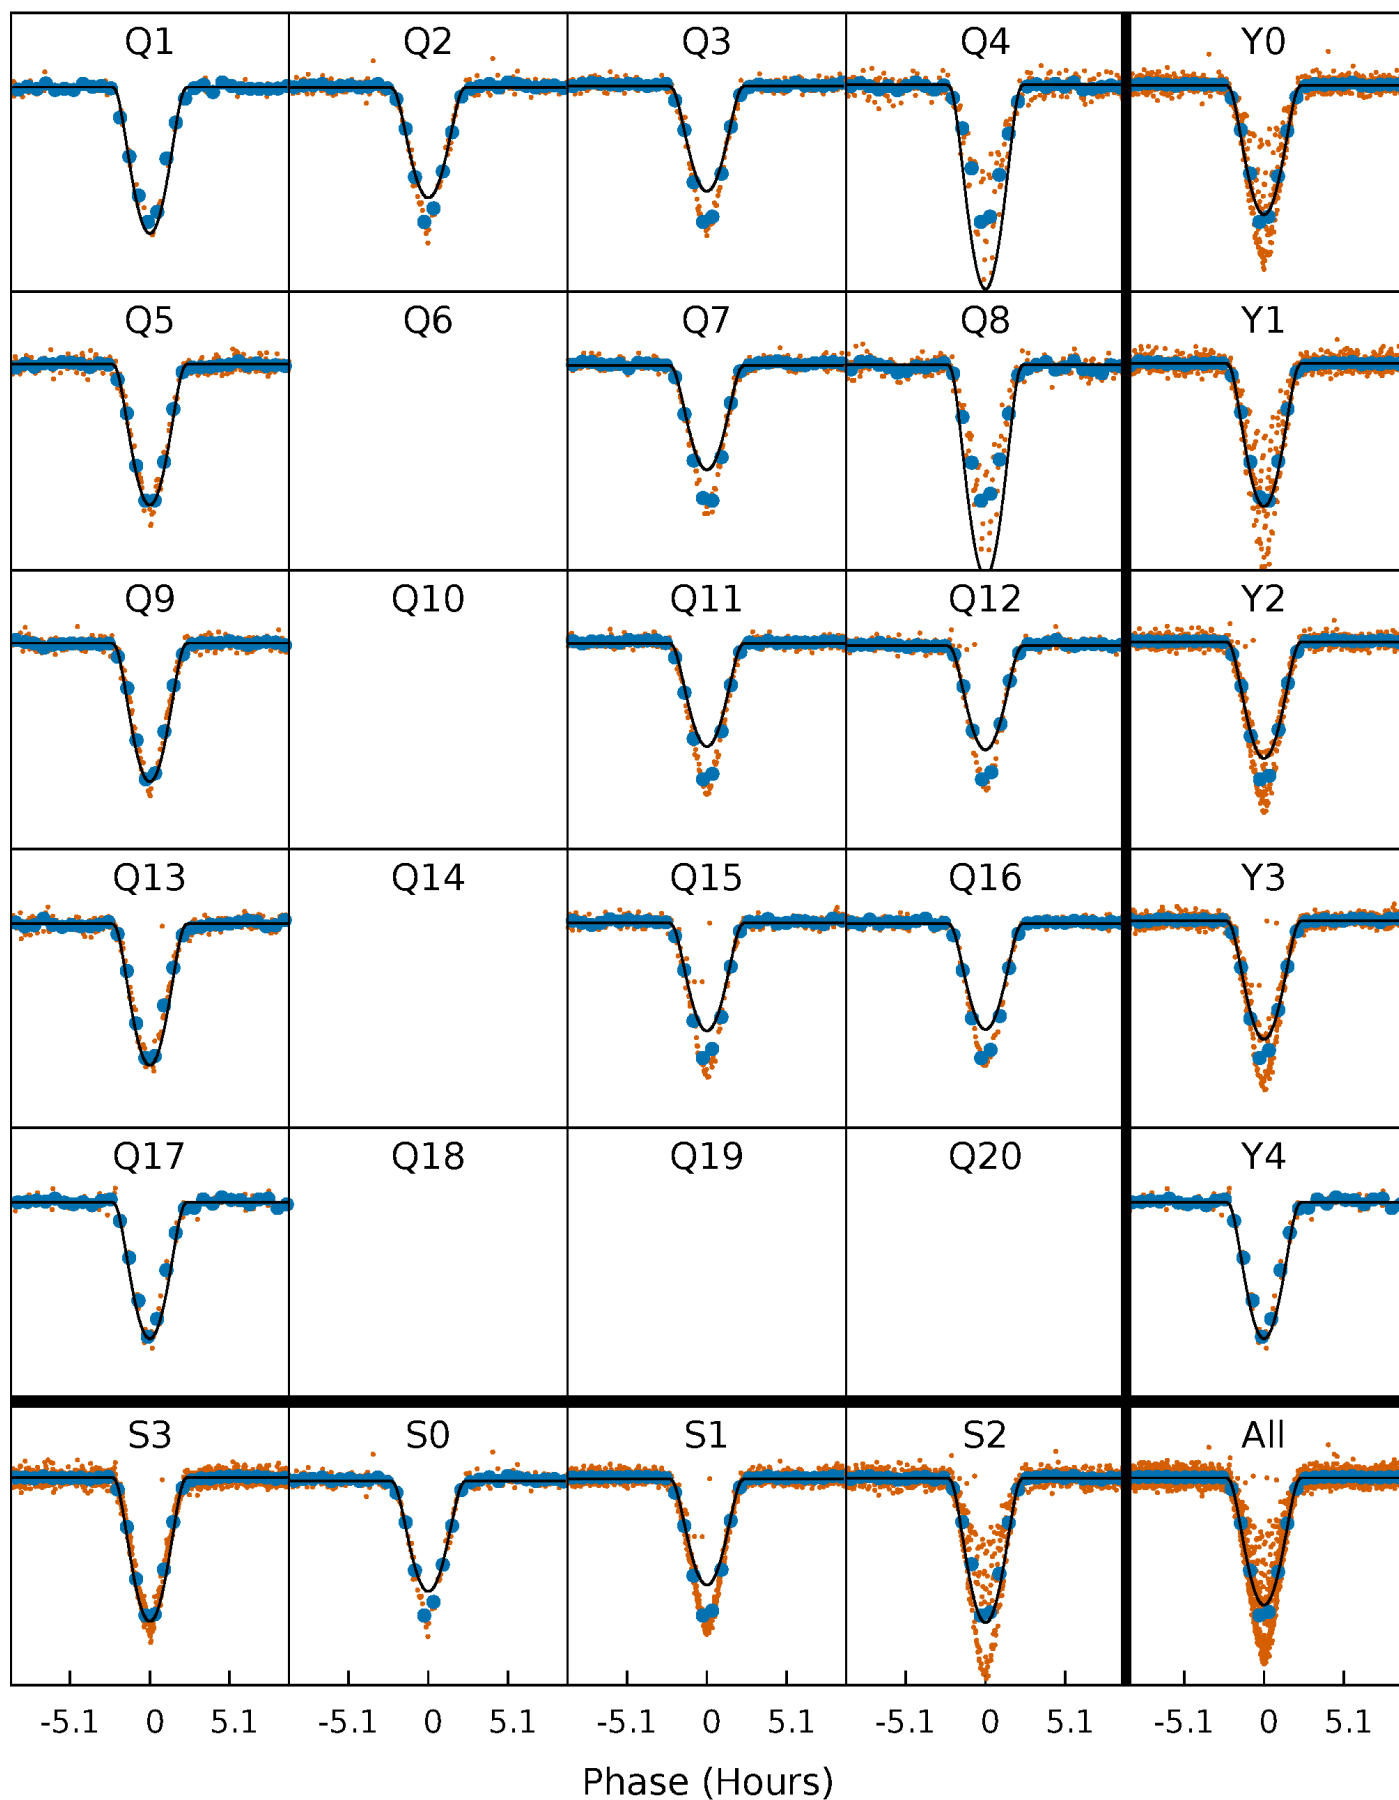 Q1 Q2 Q3 Q4 Y0
Q5 Q6 Q7 Q8 Y1
Q9 Q10 Q11 Q12 Y2
Q13 Q14 Q15 Q16 Y3
Q17 Q18 Q19 Q20 Y4
S3 S0 S1 S2 All
-5.1 0 5.1 -5.1 0 5.1 -5.1 0 5.1 -5.1 0 5.1 -5.1 0 5.1
Phase (Hours)